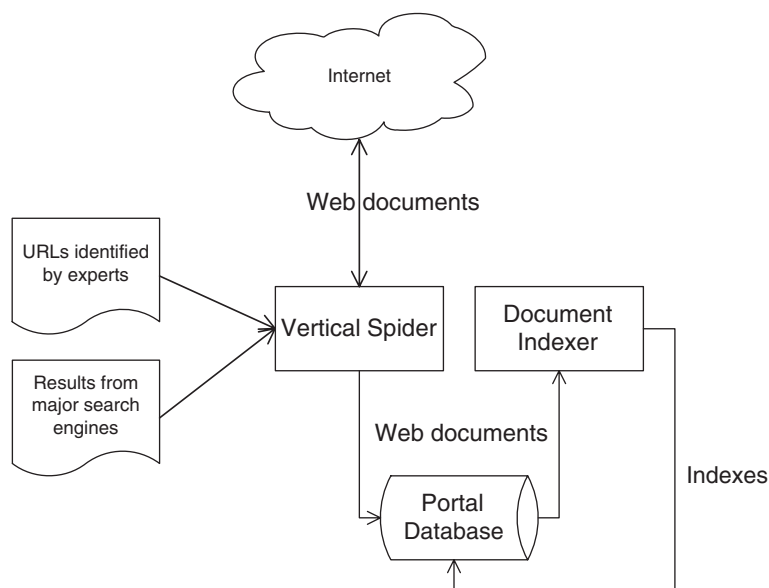 Internet
Web documents
URLs identified
by experts
Vertical Spider
Document
Indexer
Results from
major search
engines
Web documents
Indexes
Portal
Database